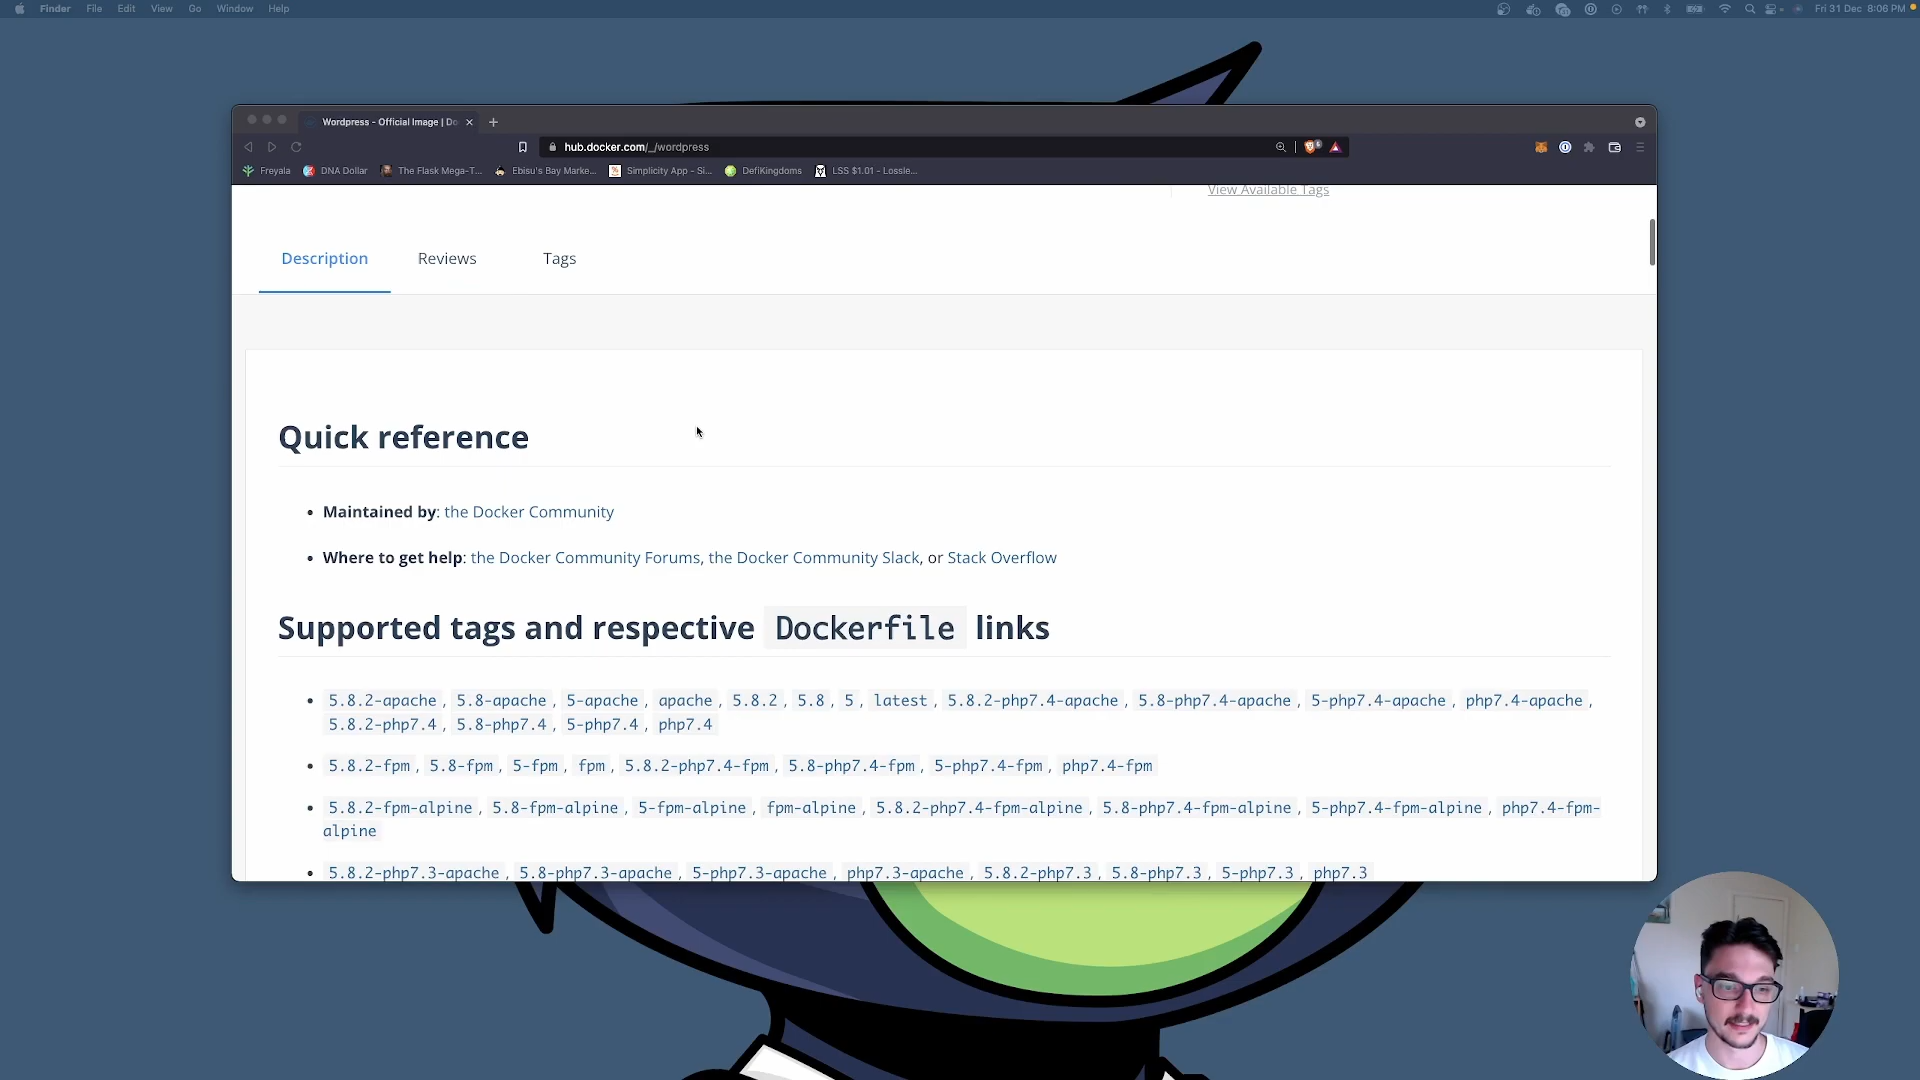 Finder File Edit View Go Window Help
Fri 31 Dec 8:06 PM
Wordpress - Official Image | Do
hub.docker.com/_/wordpress
Freyala DNA Dollar The Flask Mega-T... Ebisu's Bay Marke... Simplicity App - Si... DefiKingdoms LSS $1.01 - Lossle...
View Available Tags
Description Reviews Tags
Quick reference
• Maintained by: the Docker Community
• Where to get help: the Docker Community Forums, the Docker Community Slack, or Stack Overflow
Supported tags and respective Dockerfile links
• 5.8.2-apache , 5.8-apache , 5-apache , apache , 5.8.2 , 5.8 , 5 , latest , 5.8.2-php7.4-apache , 5.8-php7.4-apache , 5-php7.4-apache , php7.4-apache ,
5.8.2-php7.4 , 5.8-php7.4 , 5-php7.4 , php7.4
• 5.8.2-fpm , 5.8-fpm , 5-fpm , fpm , 5.8.2-php7.4-fpm , 5.8-php7.4-fpm , 5-php7.4-fpm , php7.4-fpm
• 5.8.2-fpm-alpine , 5.8-fpm-alpine , 5-fpm-alpine , fpm-alpine , 5.8.2-php7.4-fpm-alpine , 5.8-php7.4-fpm-alpine , 5-php7.4-fpm-alpine , php7.4-fpm-
alpine
• 5.8.2-php7.3-apache , 5.8-php7.3-apache , 5-php7.3-apache , php7.3-apache , 5.8.2-php7.3 , 5.8-php7.3 , 5-php7.3 , php7.3